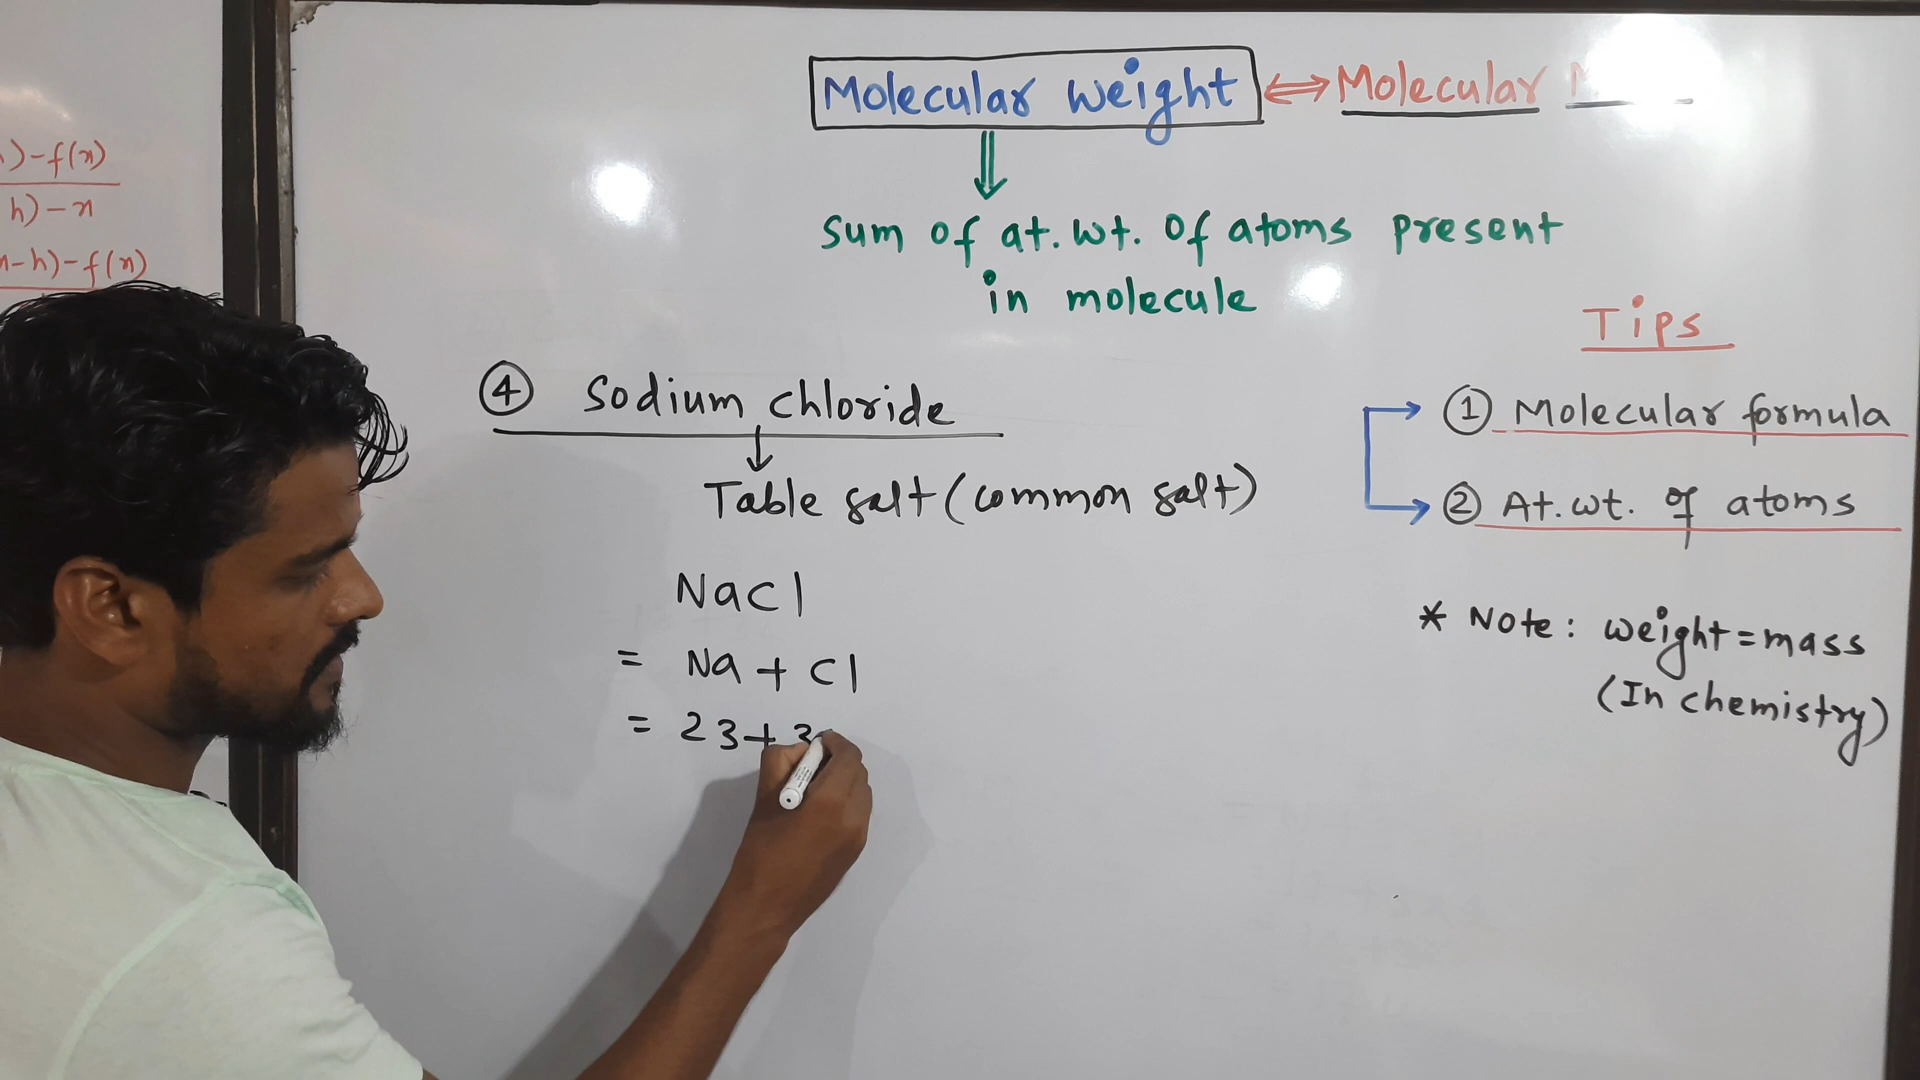 )-f(x)
h)-x
x-h)-f(x)
Molecular weight ⇔ Molecular
⇓
Sum of at.wt. of atoms present
in molecule
④ Sodium chloride
↓
Table salt (common salt)
NaCl
= Na + Cl
= 23+3
Tips
→ ① Molecular formula
→ ② At.wt. of atoms
* Note: weight=mass
(In chemistry)